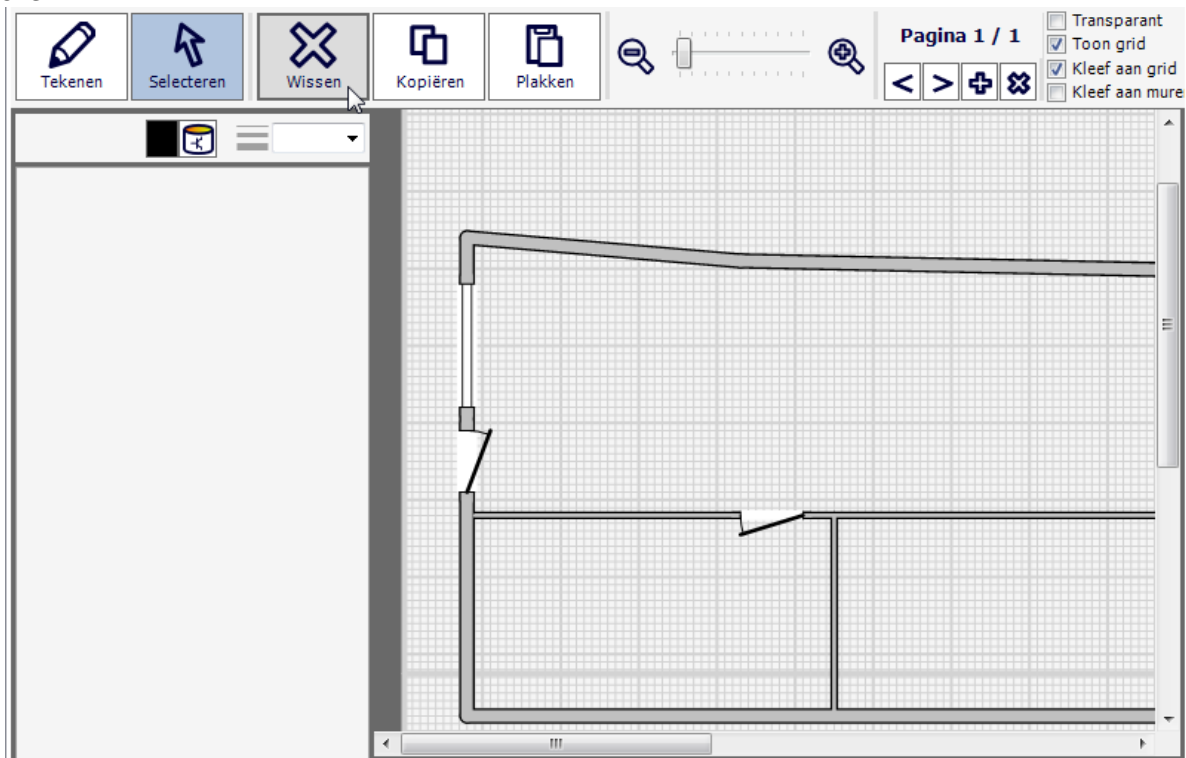 Tekenen
Selecteren
Wissen
Kopiëren
Plakken
Pagina 1 / 1
Transparant
Toon grid
Kleef aan grid
Kleef aan mure